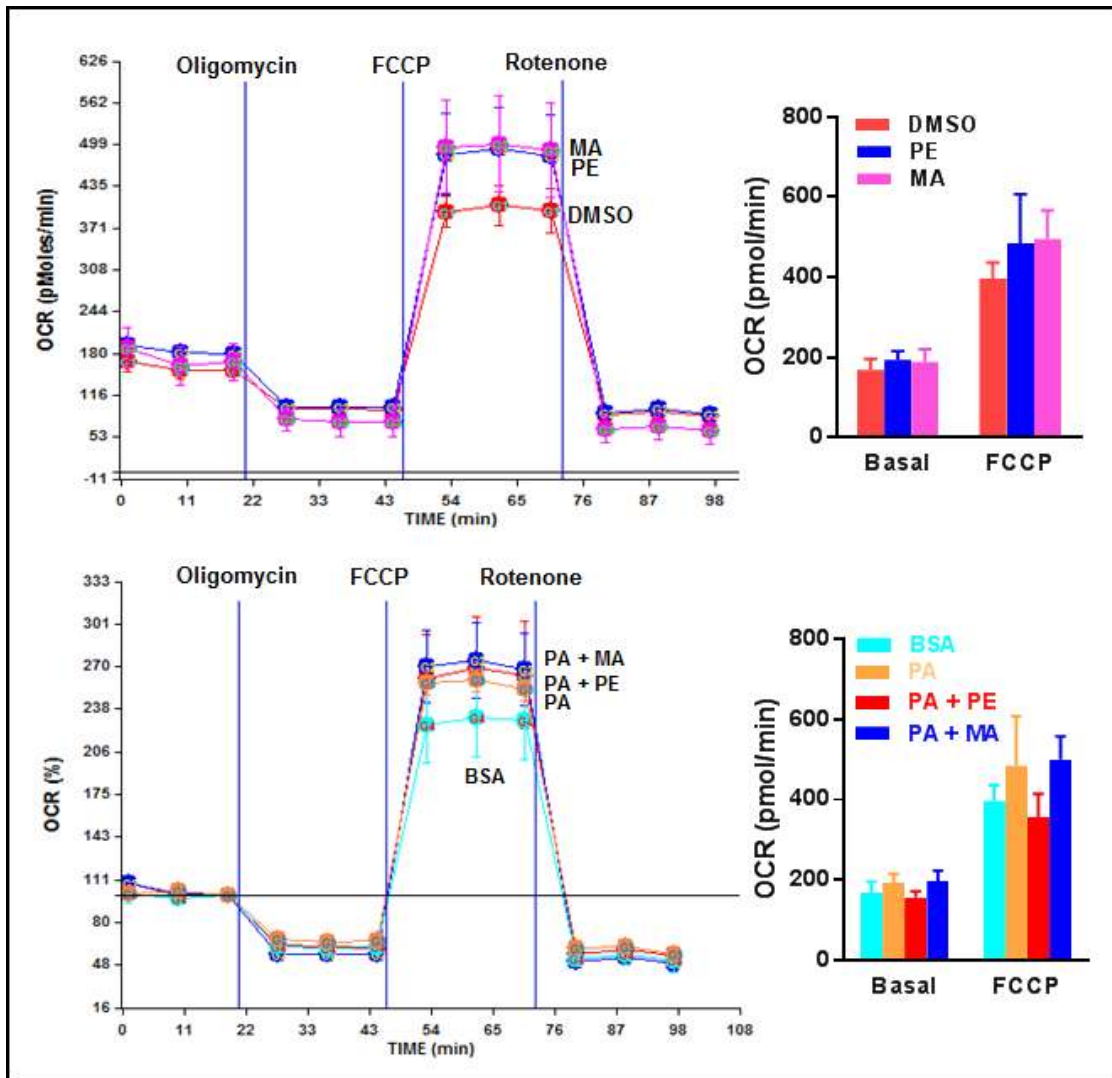 Oligomycin FCCP Rotenone
626
562
499
435
371
308
244
180
116
53
-11
OCR (pMoles/min)
MA
PE
DMSO
0 11 22 33 43 54 65 76 87 98
TIME (min)
800
600
400
200
0
OCR (pmol/min)
DMSO
PE
MA
Basal FCCP
Oligomycin FCCP Rotenone
333
301
270
238
206
175
143
111
80
48
16
OCR (%)
PA + MA
PA + PE
PA
BSA
0 11 22 33 43 54 65 76 87 98 108
TIME (min)
800
600
400
200
0
OCR (pmol/min)
BSA
PA
PA + PE
PA + MA
Basal FCCP